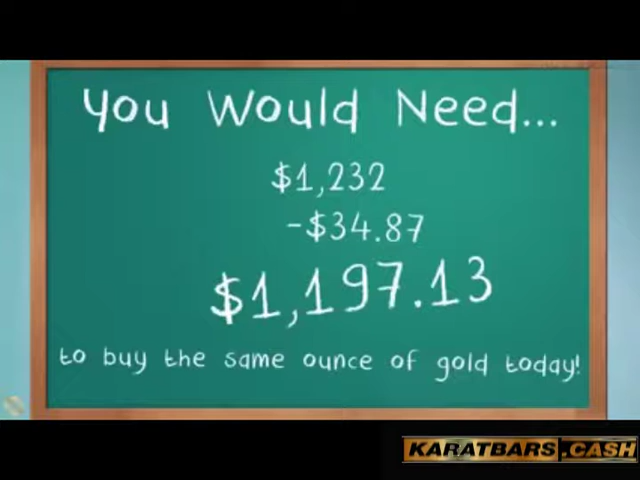 You Would Need...
$1,232
-$34.87
$1,197.13
to buy the same ounce of gold today!
KARATBARS.CASH